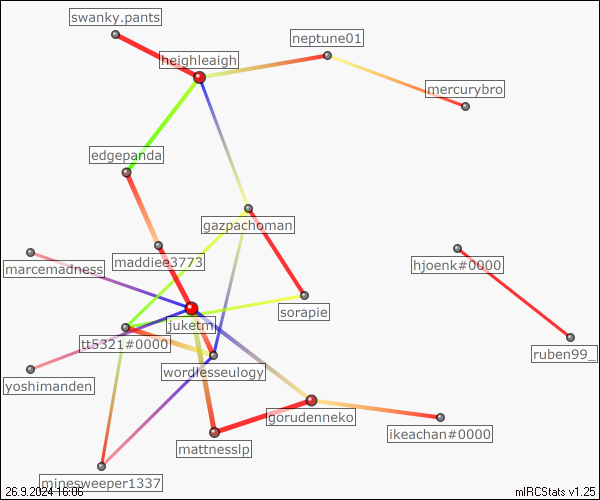 swanky.pants
neptune01
heighleaigh
mercurybro
edgepanda
gazpachoman
maddiee3773
marcemadness
hjoenk#0000
sorapie
juketm
tt5321#0000
ruben99_
wordlesseulogy
yoshimanden
gorudenneko
ikeachan#0000
mattnesslp
minesweeper1337
26.9.2024 16:06
mIRCStats v1.25